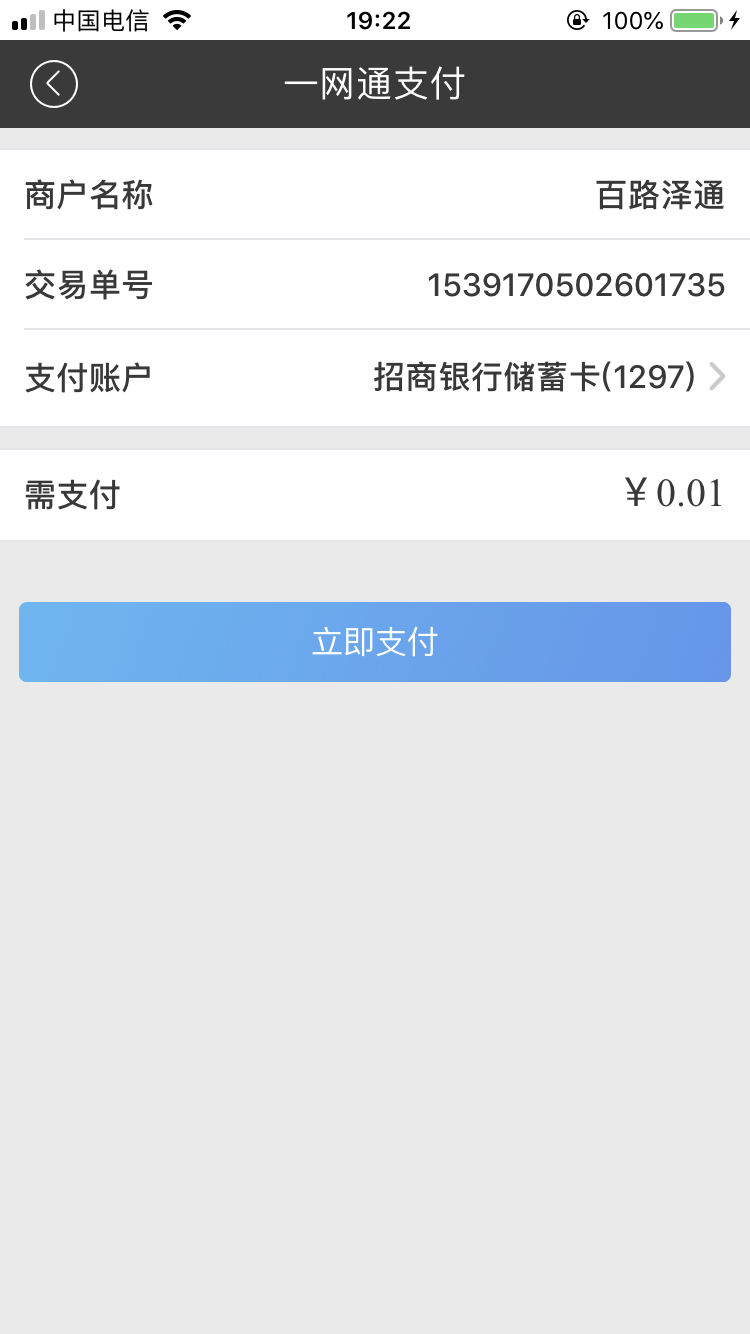 中国电信 19:22 100%
一网通支付
商户名称 百路泽通
交易单号 1539170502601735
支付账户 招商银行储蓄卡(1297)
需支付 ￥0.01
立即支付